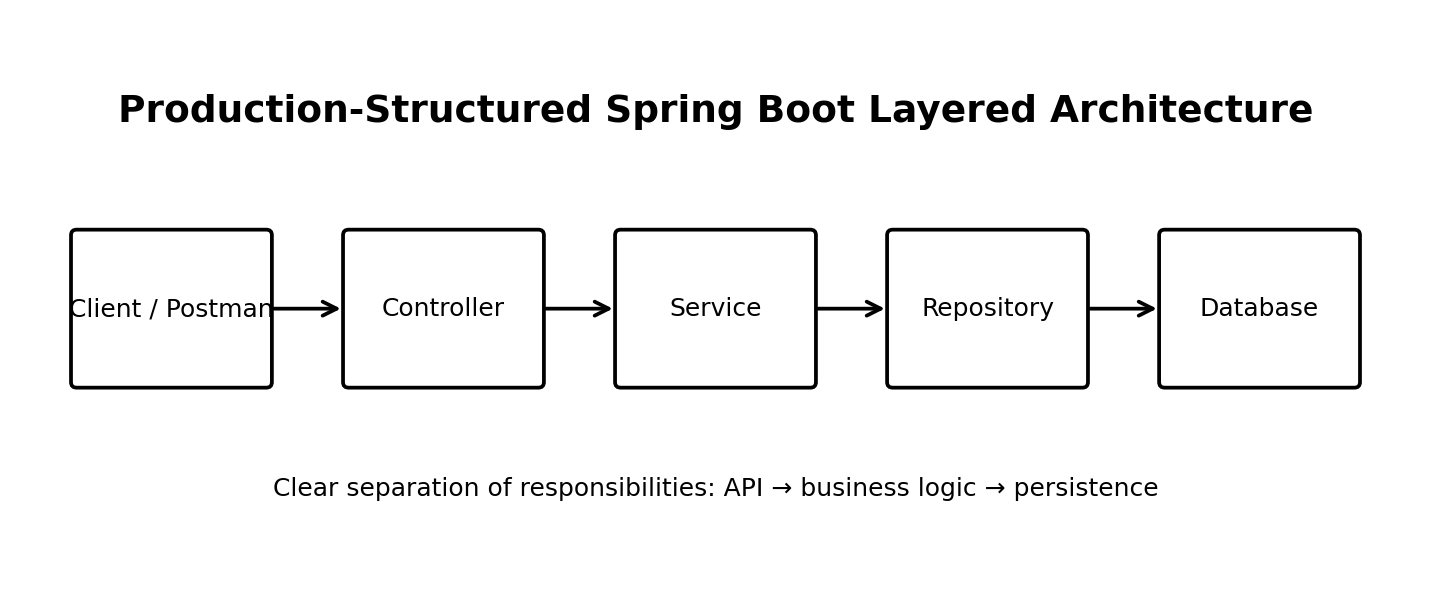 Production-Structured Spring Boot Layered Architecture
Client / Postman
Controller
Service
Repository
Database
Clear separation of responsibilities: API → business logic → persistence